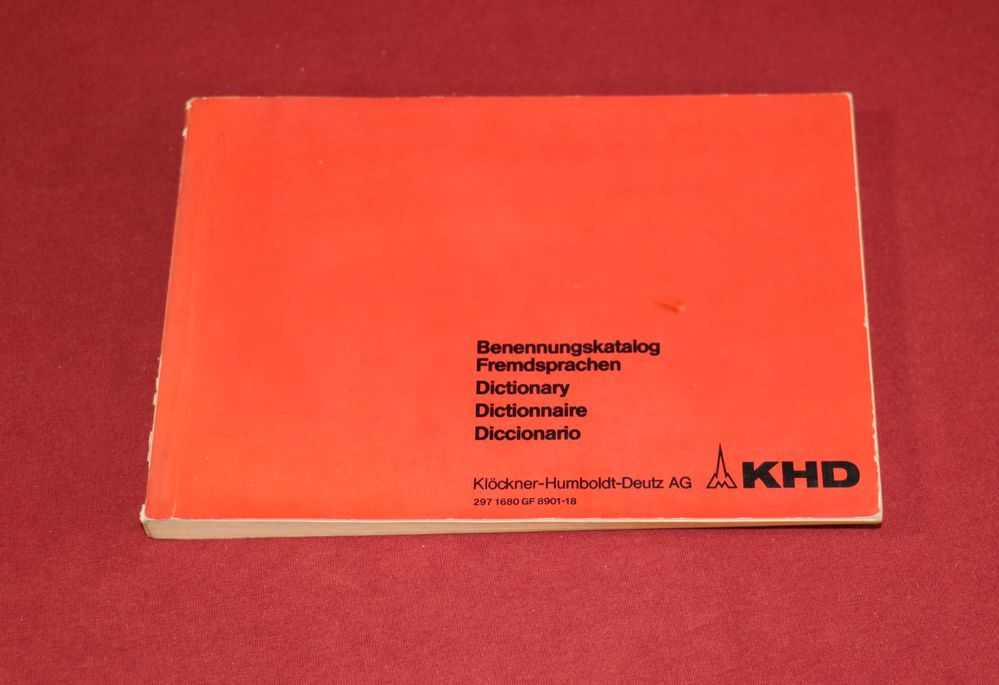 Benennungskatalog
Fremdsprachen
Dictionary
Dictionnaire
Diccionario
Klöckner-Humboldt-Deutz AG
KHD
297 1680 GF 8901-18